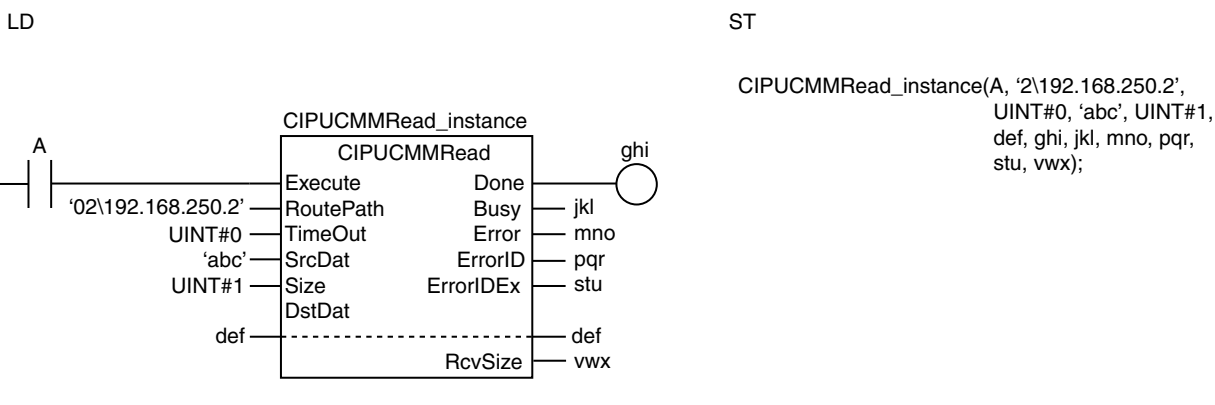 LD
ST
CIPUCMMRead_instance(A, ‘2\192.168.250.2’,
UINT#0, ‘abc’, UINT#1,
def, ghi, jkl, mno, pqr,
stu, vwx);
CIPUCMMRead_instance
A
CIPUCMMRead
ghi
Execute Done
‘02\192.168.250.2’ RoutePath Busy jkl
UINT#0 TimeOut Error mno
‘abc’ SrcDat ErrorID pqr
UINT#1 Size ErrorIDEx stu
DstDat
def def
RcvSize vwx